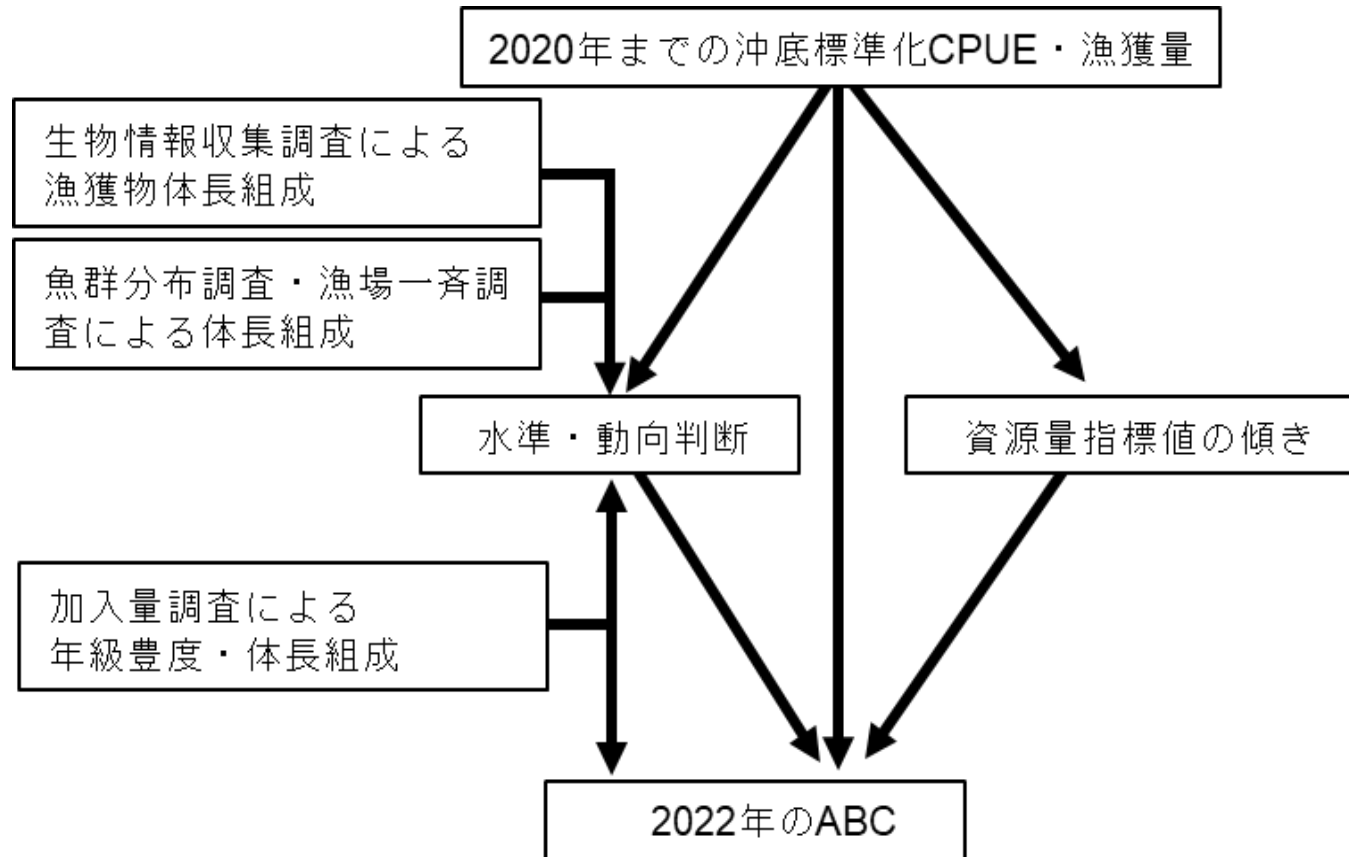 2020年までの沖底標準化CPUE・漁獲量
生物情報収集調査による
漁獲物体長組成
魚群分布調査・漁場一斉調
査による体長組成
水準・動向判断
資源量指標値の傾き
加入量調査による
年級豊度・体長組成
2022年のABC